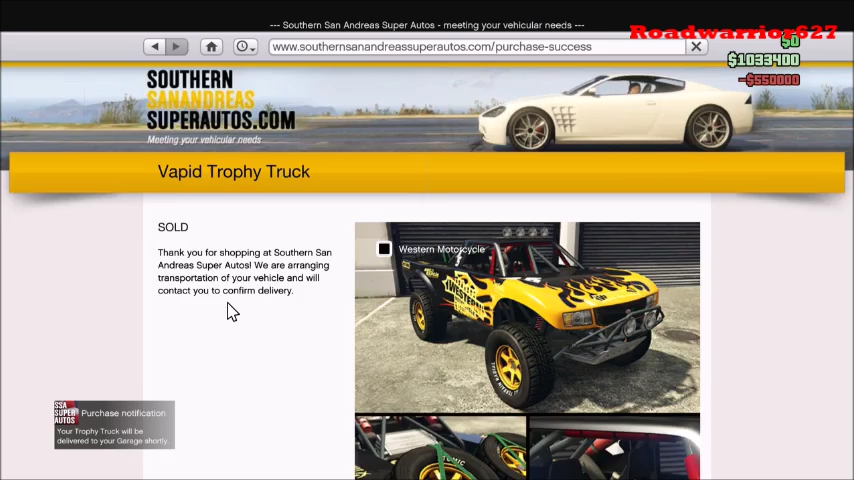 --- Southern San Andreas Super Autos - meeting your vehicular needs ---
Roadwarrior627
www.southernsanandreassuperautos.com/purchase-success
$0
$1033400
-$550000
SOUTHERN
SANANDREAS
SUPERAUTOS.COM
Meeting your vehicular needs
Vapid Trophy Truck
SOLD
Thank you for shopping at Southern San
Andreas Super Autos! We are arranging
transportation of your vehicle and will
contact you to confirm delivery.
Western Motorcycle
WESTERN
SSA
SUPER
AUTOS
Purchase notification
Your Trophy Truck will be
delivered to your Garage shortly.
ATOMIC